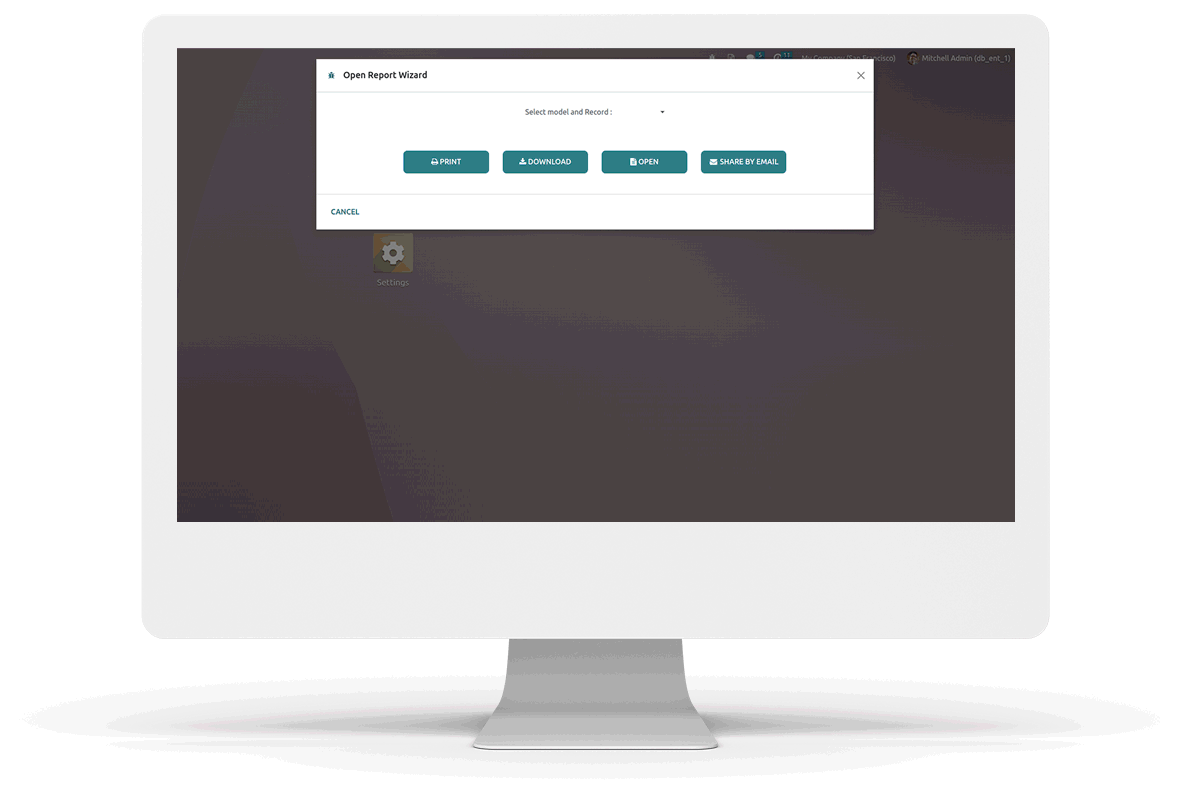 5 11 My Company (San Francisco) Mitchell Admin (db_ent_1)
Open Report Wizard
Select model and Record :
PRINT DOWNLOAD OPEN SHARE BY EMAIL
CANCEL
Settings